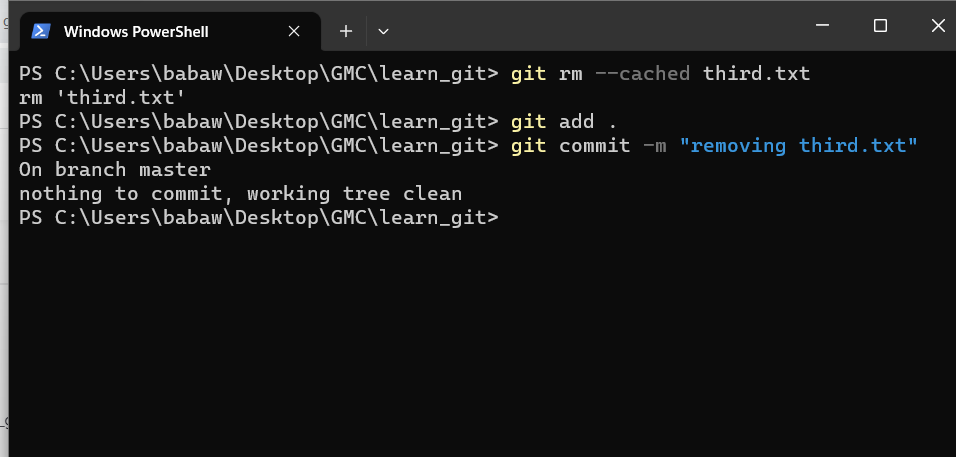 Windows PowerShell
PS C:\Users\babaw\Desktop\GMC\learn_git> git rm --cached third.txt
rm 'third.txt'
PS C:\Users\babaw\Desktop\GMC\learn_git> git add .
PS C:\Users\babaw\Desktop\GMC\learn_git> git commit -m "removing third.txt"
On branch master
nothing to commit, working tree clean
PS C:\Users\babaw\Desktop\GMC\learn_git>